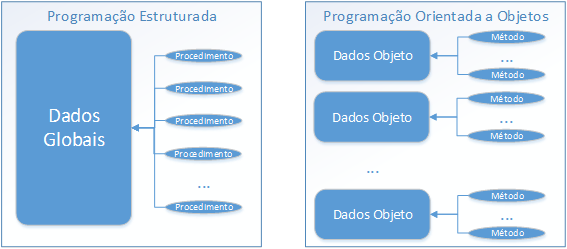 Programação Estruturada
Dados
Globais
Procedimento
Procedimento
Procedimento
Procedimento
...
Procedimento
Programação Orientada a Objetos
Dados Objeto
Método
...
Método
Dados Objeto
Método
...
Método
...
Dados Objeto
Método
...
Método